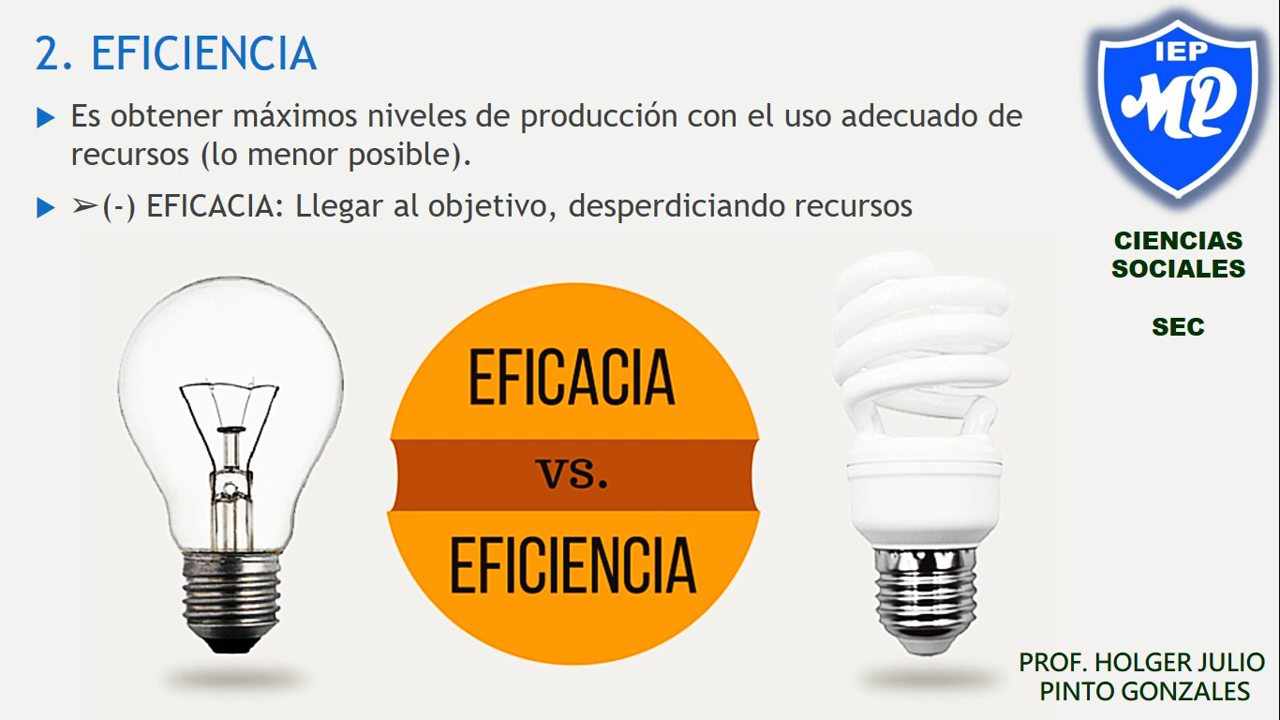 2. EFICIENCIA
▶ Es obtener máximos niveles de producción con el uso adecuado de
recursos (lo menor posible).
▶ ➢(-) EFICACIA: Llegar al objetivo, desperdiciando recursos
EFICACIA
vs.
EFICIENCIA
IEP
MP
CIENCIAS
SOCIALES
SEC
PROF. HOLGER JULIO
PINTO GONZALES